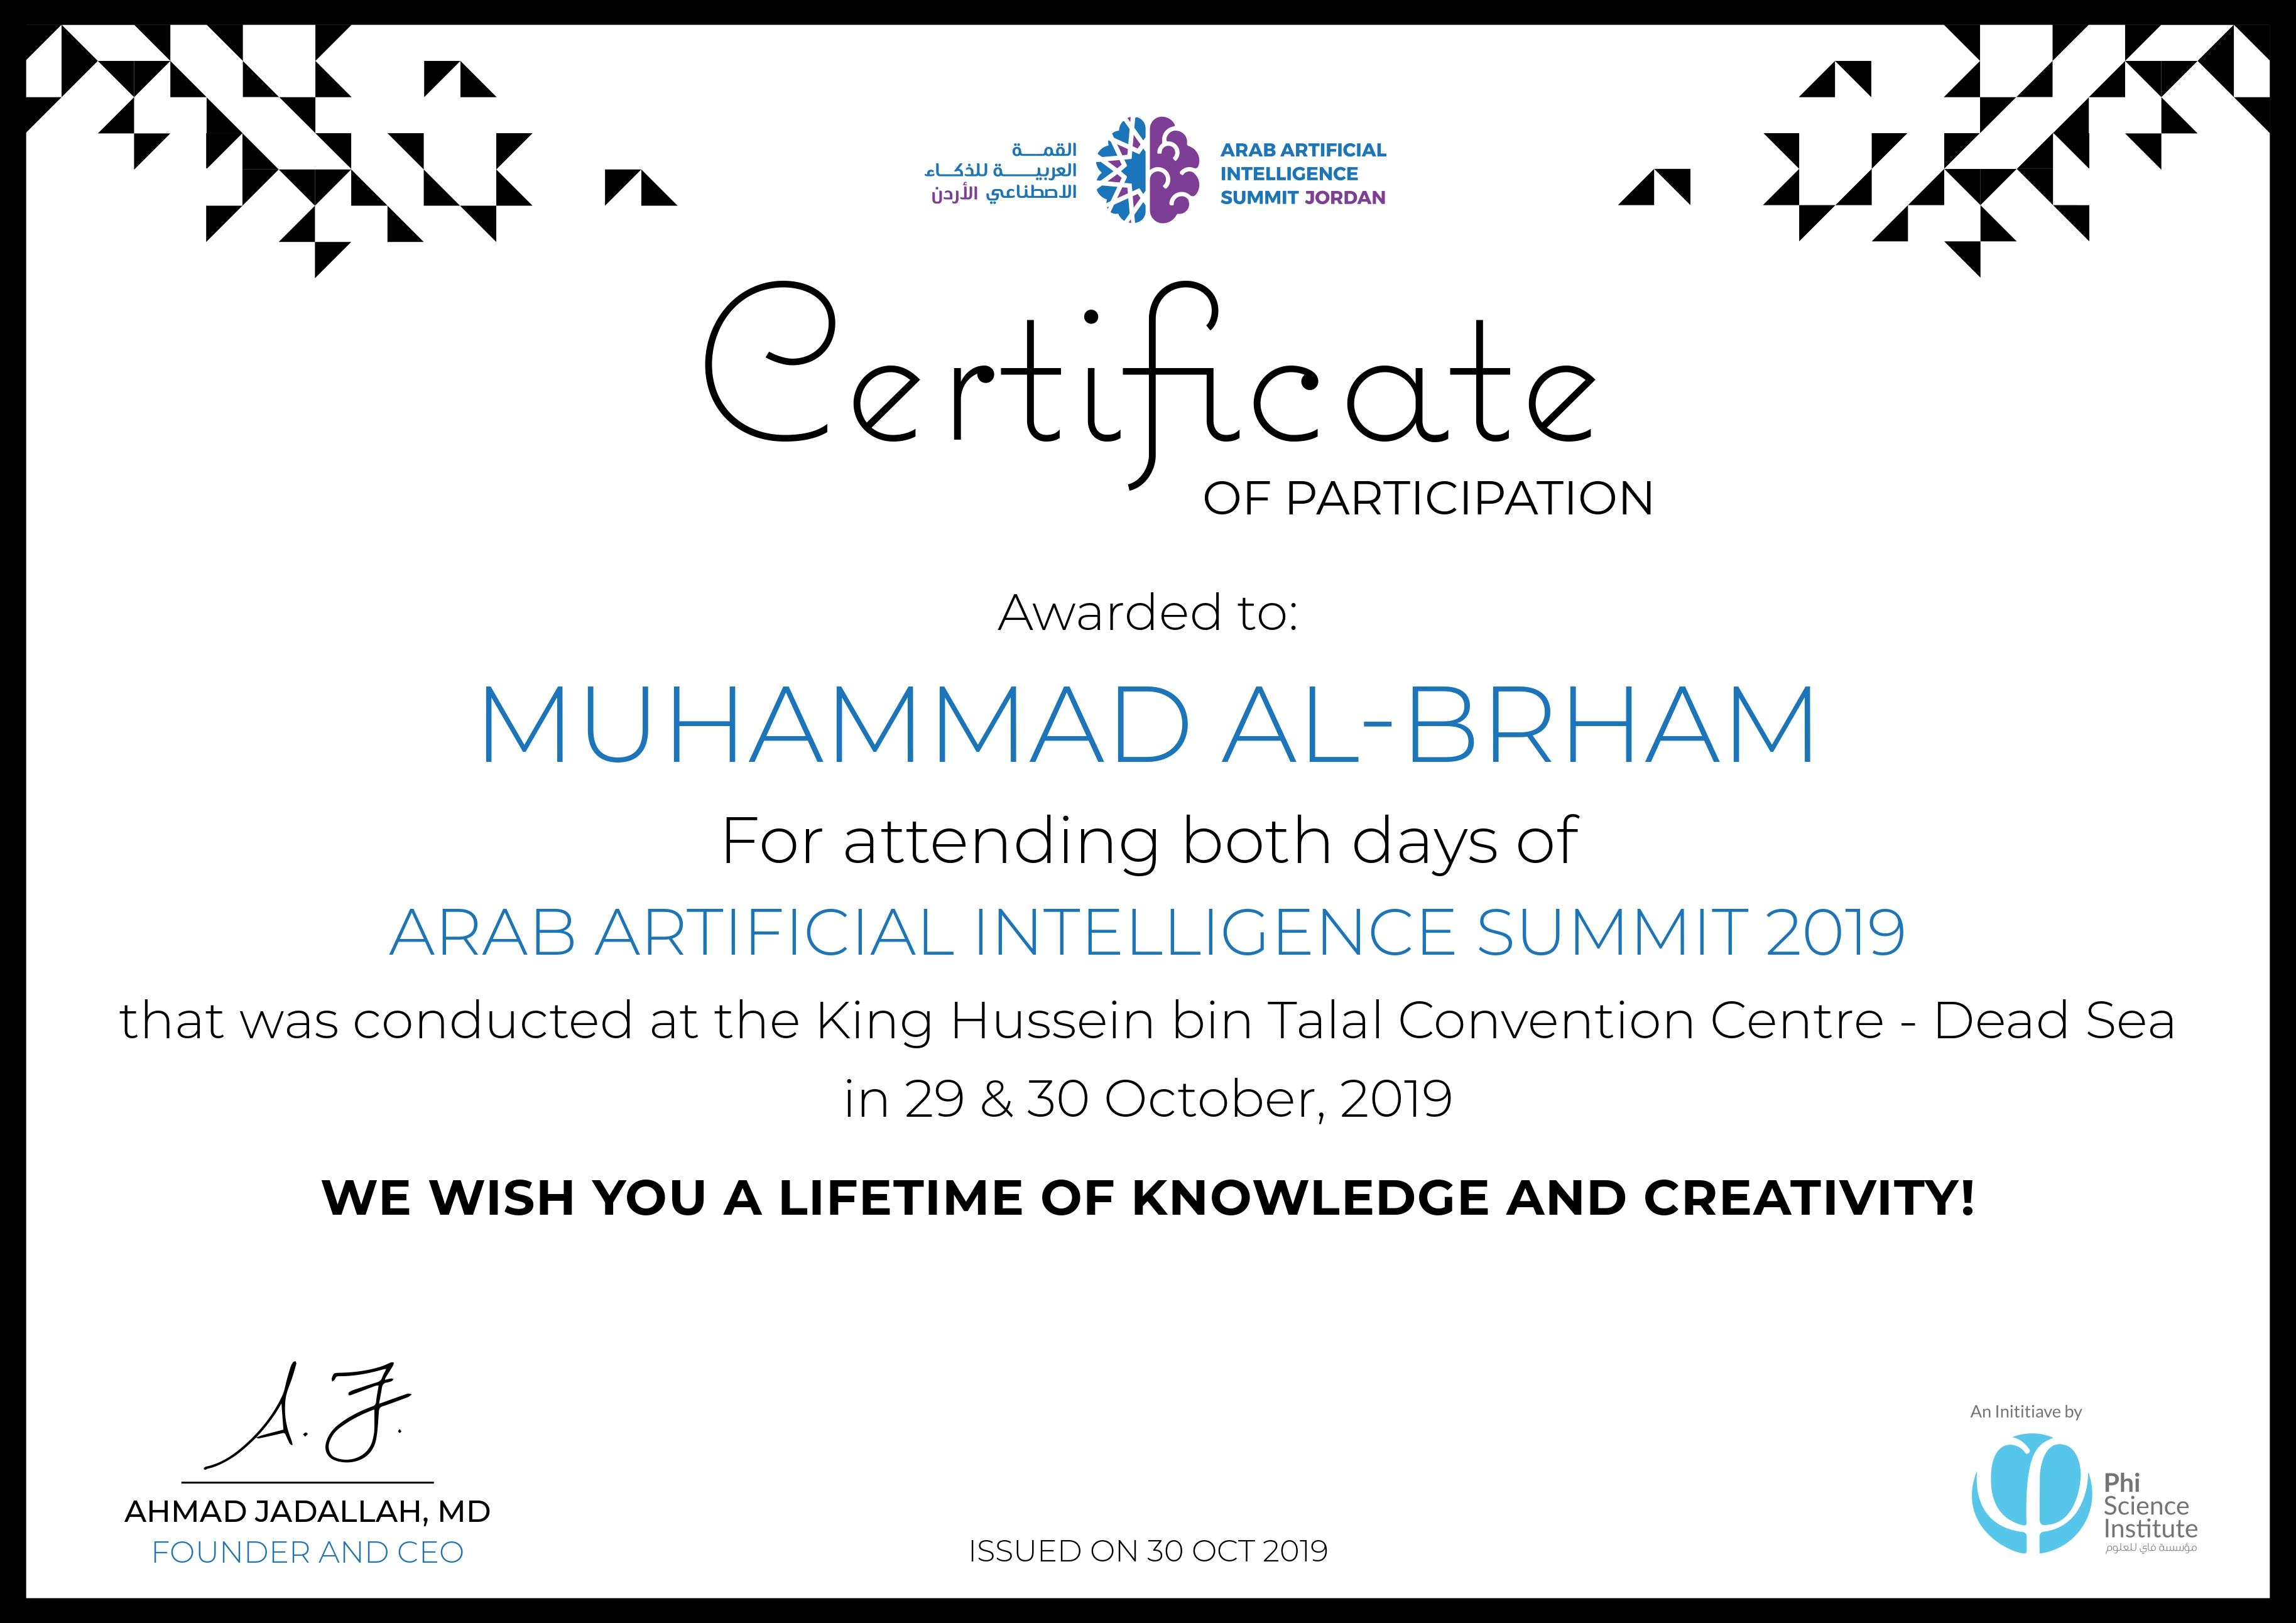 القمـــة
العربيـــــة للذكـــاء
الاصطناعي الأردن
ARAB ARTIFICIAL
INTELLIGENCE
SUMMIT JORDAN
Certificate
OF PARTICIPATION
Awarded to:
MUHAMMAD AL-BRHAM
For attending both days of
ARAB ARTIFICIAL INTELLIGENCE SUMMIT 2019
that was conducted at the King Hussein bin Talal Convention Centre - Dead Sea
in 29 & 30 October, 2019
WE WISH YOU A LIFETIME OF KNOWLEDGE AND CREATIVITY!
A. J.
AHMAD JADALLAH, MD
FOUNDER AND CEO
ISSUED ON 30 OCT 2019
An Inititiave by
Phi
Science
Institute
مؤسسة فاي للعلوم